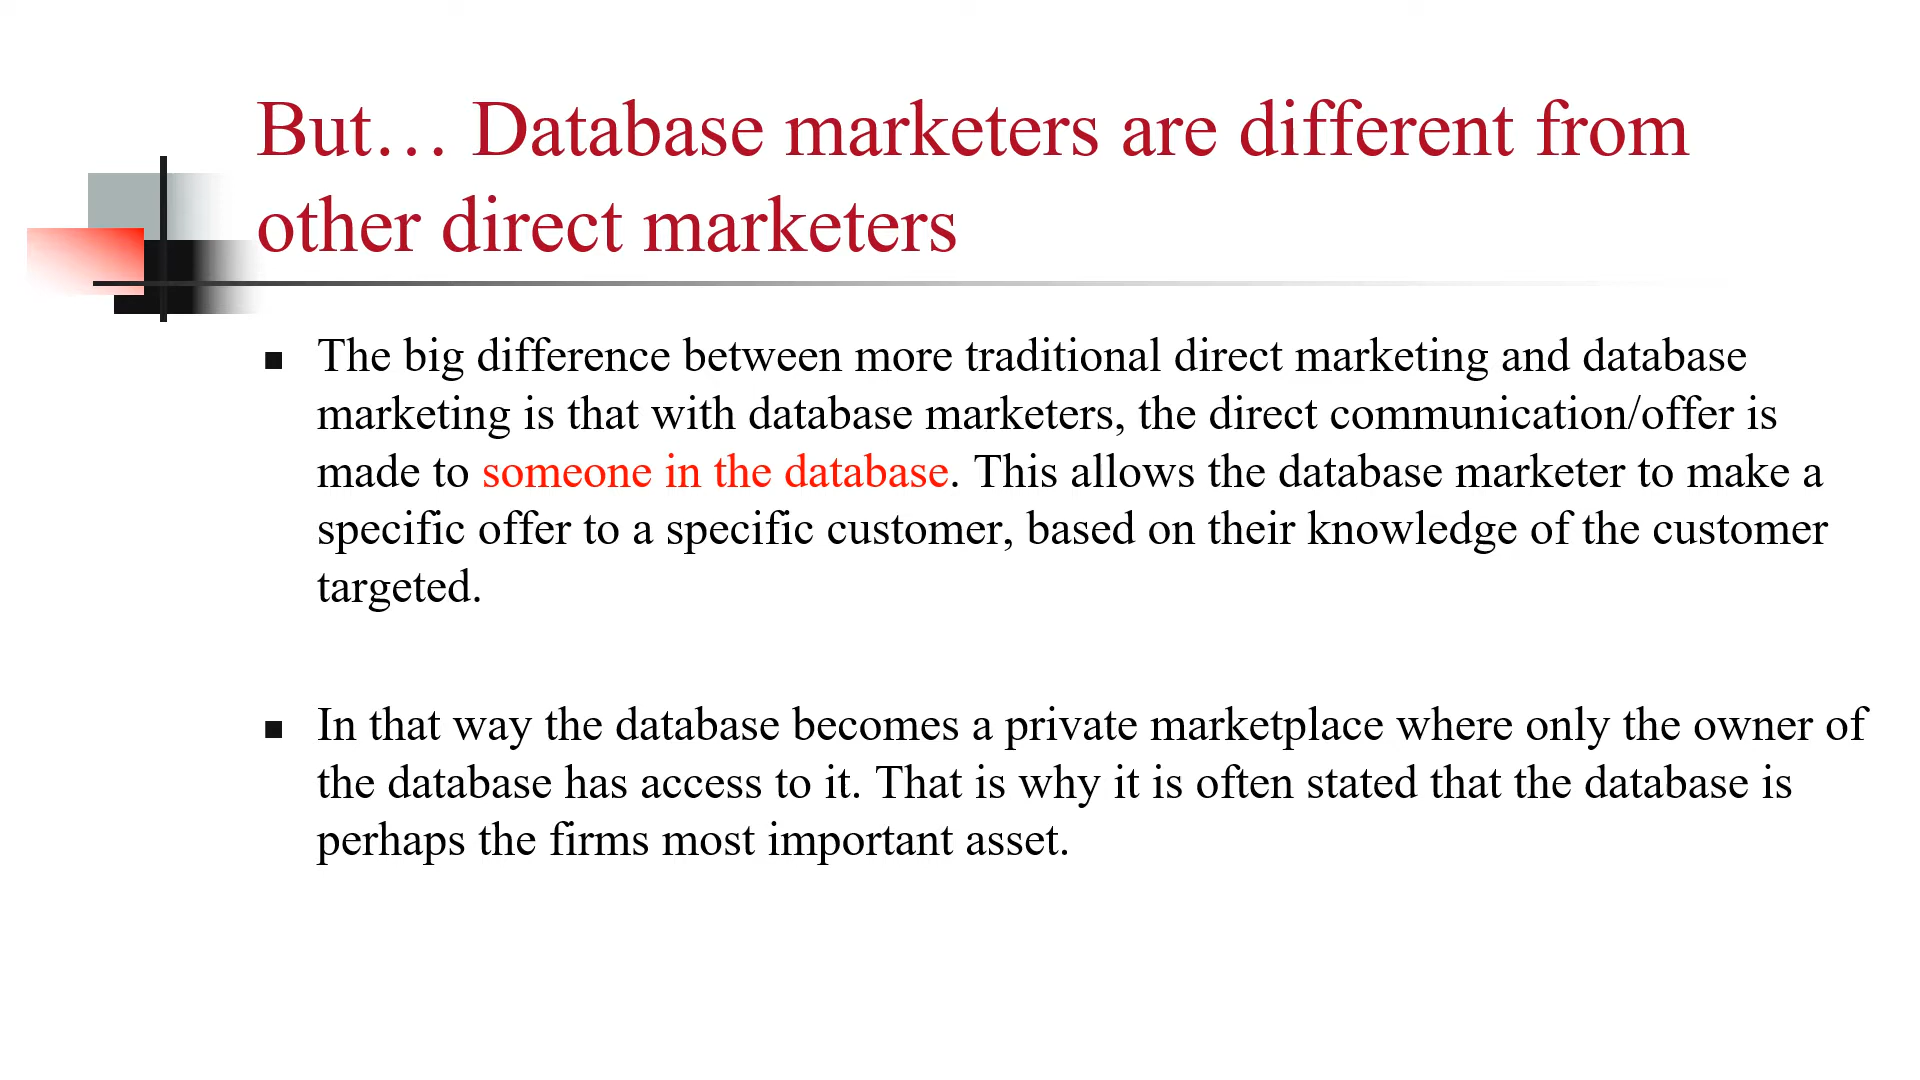 But… Database marketers are different from
other direct marketers
The big difference between more traditional direct marketing and database
marketing is that with database marketers, the direct communication/offer is
made to someone in the database. This allows the database marketer to make a
specific offer to a specific customer, based on their knowledge of the customer
targeted.
In that way the database becomes a private marketplace where only the owner of
the database has access to it. That is why it is often stated that the database is
perhaps the firms most important asset.